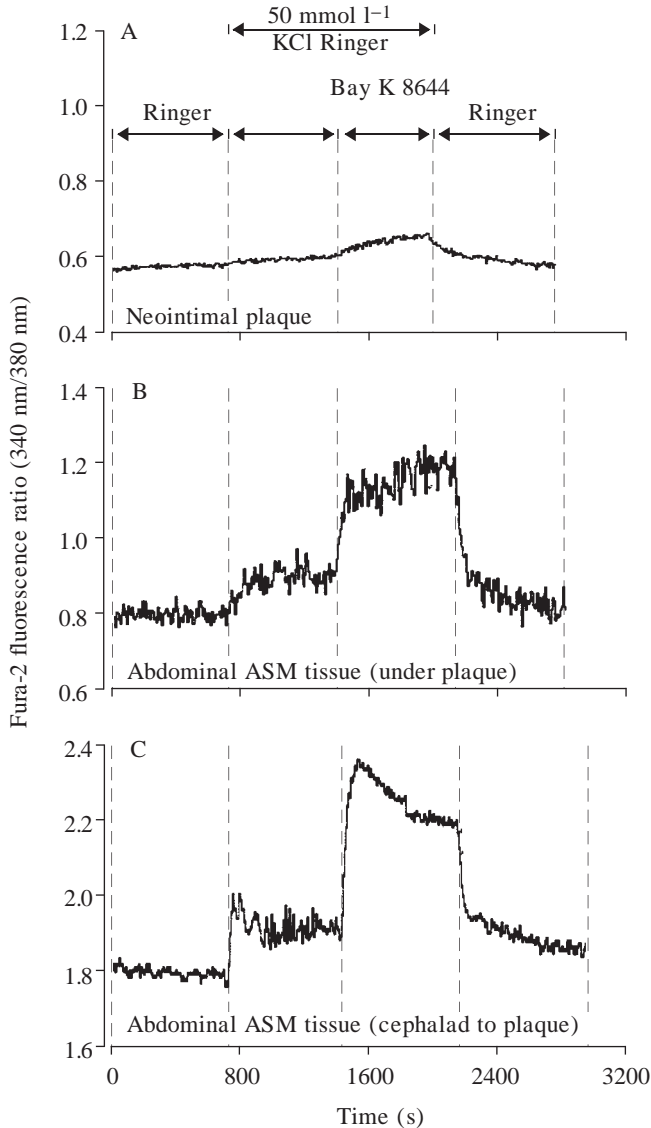 A
50 mmol l⁻¹
KCl Ringer
Bay K 8644
Ringer
Ringer
1.2
1.0
0.8
0.6
0.4
Neointimal plaque
Fura-2 fluorescence ratio (340 nm/380 nm)
B
1.4
1.2
1.0
0.8
0.6
Abdominal ASM tissue (under plaque)
C
2.4
2.2
2.0
1.8
1.6
Abdominal ASM tissue (cephalad to plaque)
0 800 1600 2400 3200
Time (s)